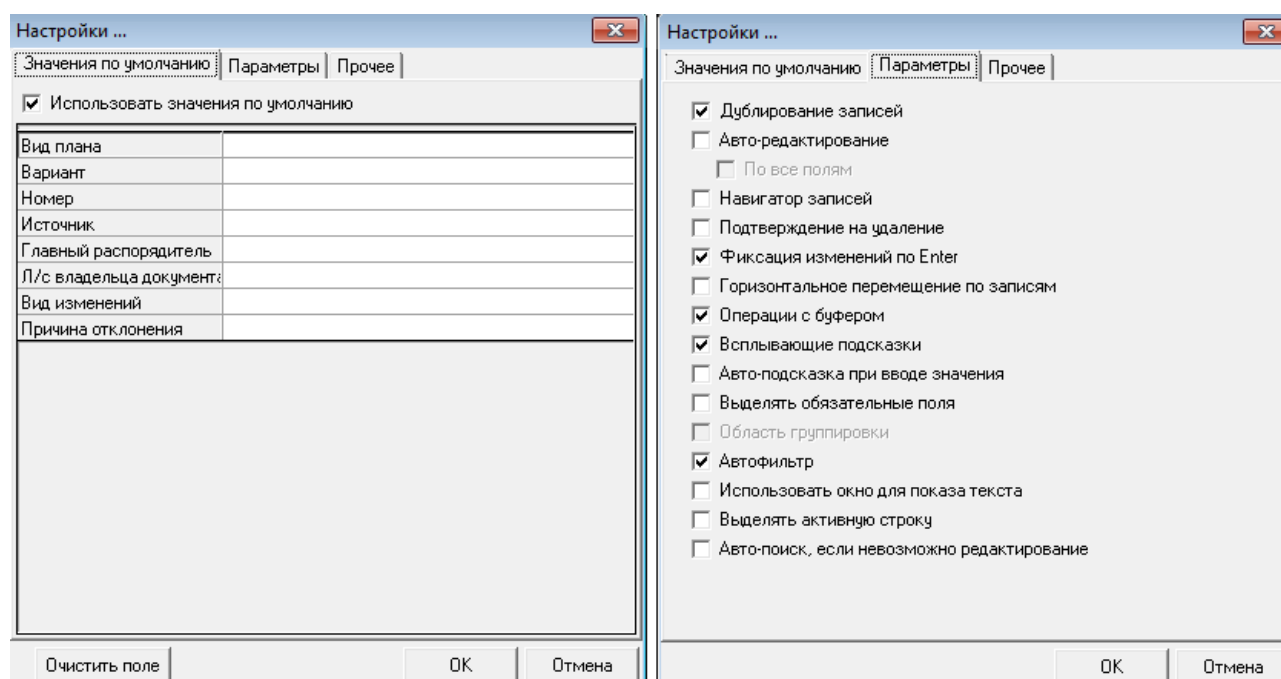 Настройки ...
Значения по умолчанию Параметры Прочее
Использовать значения по умолчанию
Вид плана
Вариант
Номер
Источник
Главный распорядитель
Л/с владельца документа
Вид изменений
Причина отклонения
Очистить поле ОК Отмена
Настройки ...
Значения по умолчанию Параметры Прочее
Дублирование записей
Авто-редактирование
По все полям
Навигатор записей
Подтверждение на удаление
Фиксация изменений по Enter
Горизонтальное перемещение по записям
Операции с буфером
Всплывающие подсказки
Авто-подсказка при вводе значения
Выделять обязательные поля
Область группировки
Автофильтр
Использовать окно для показа текста
Выделять активную строку
Авто-поиск, если невозможно редактирование
ОК Отмена